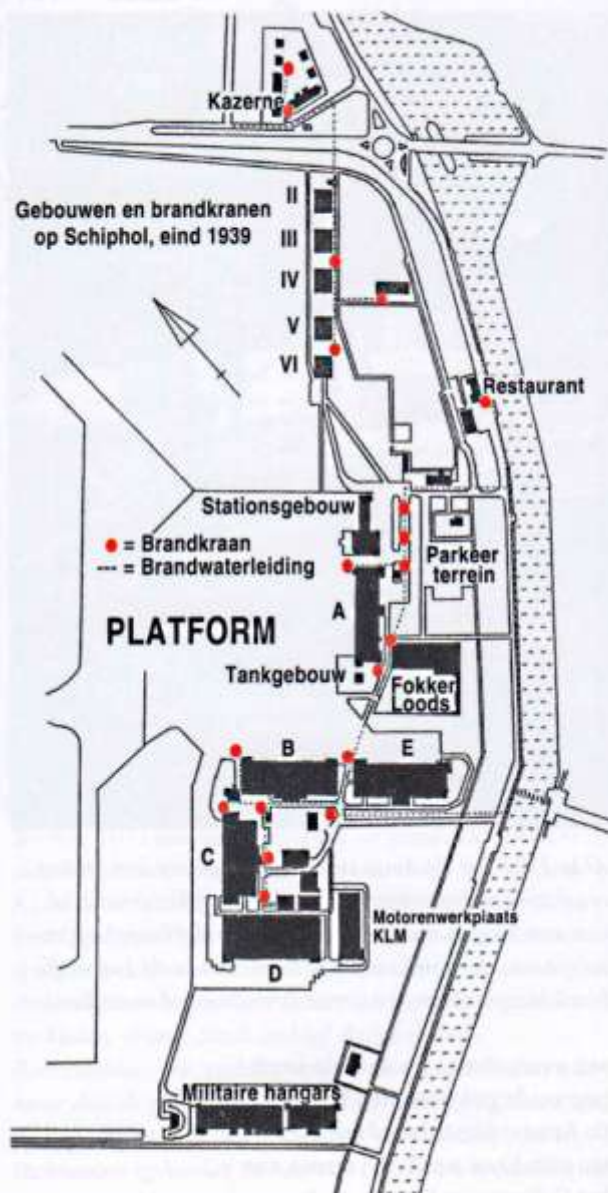 Kazerne
Gebouwen en brandkranen
op Schiphol, eind 1939
II
III
IV
V
VI
Restaurant
Stationsgebouw
= Brandkraan
= Brandwaterleiding
Parkeer
terrein
A
PLATFORM
Tankgebouw
Fokker
Loods
B
E
C
Motorenwerkplaats
KLM
D
Militaire hangars